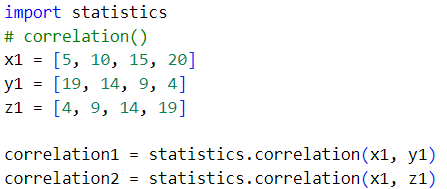 import statistics
# correlation()
x1 = [5, 10, 15, 20]
y1 = [19, 14, 9, 4]
z1 = [4, 9, 14, 19]
correlation1 = statistics.correlation(x1, y1)
correlation2 = statistics.correlation(x1, z1)